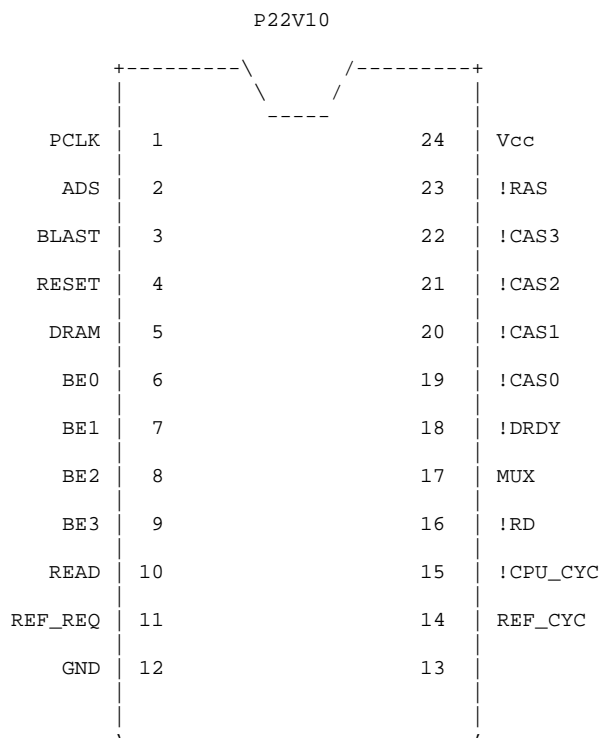 P22V10
PCLK 1 24 Vcc
ADS 2 23 !RAS
BLAST 3 22 !CAS3
RESET 4 21 !CAS2
DRAM 5 20 !CAS1
BE0 6 19 !CAS0
BE1 7 18 !DRDY
BE2 8 17 MUX
BE3 9 16 !RD
READ 10 15 !CPU_CYC
REF_REQ 11 14 REF_CYC
GND 12 13